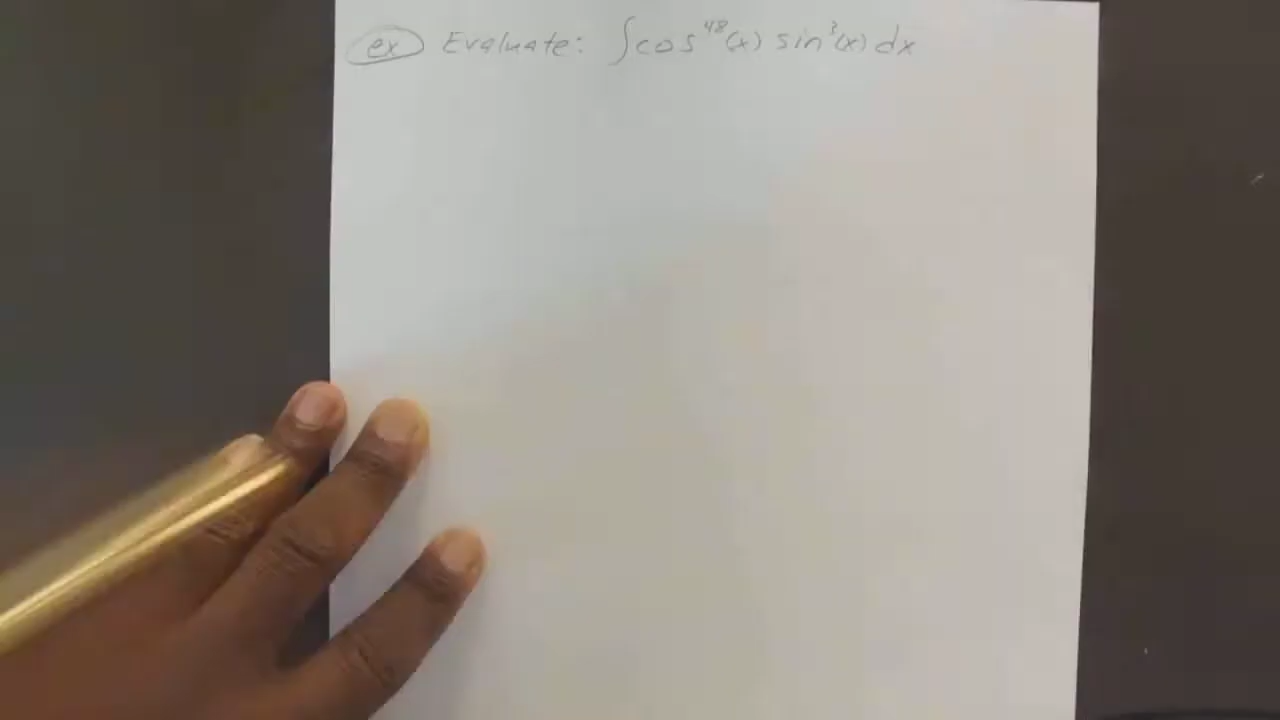 ex Evaluate: ∫cos⁴⁸(x) sin³(x) dx